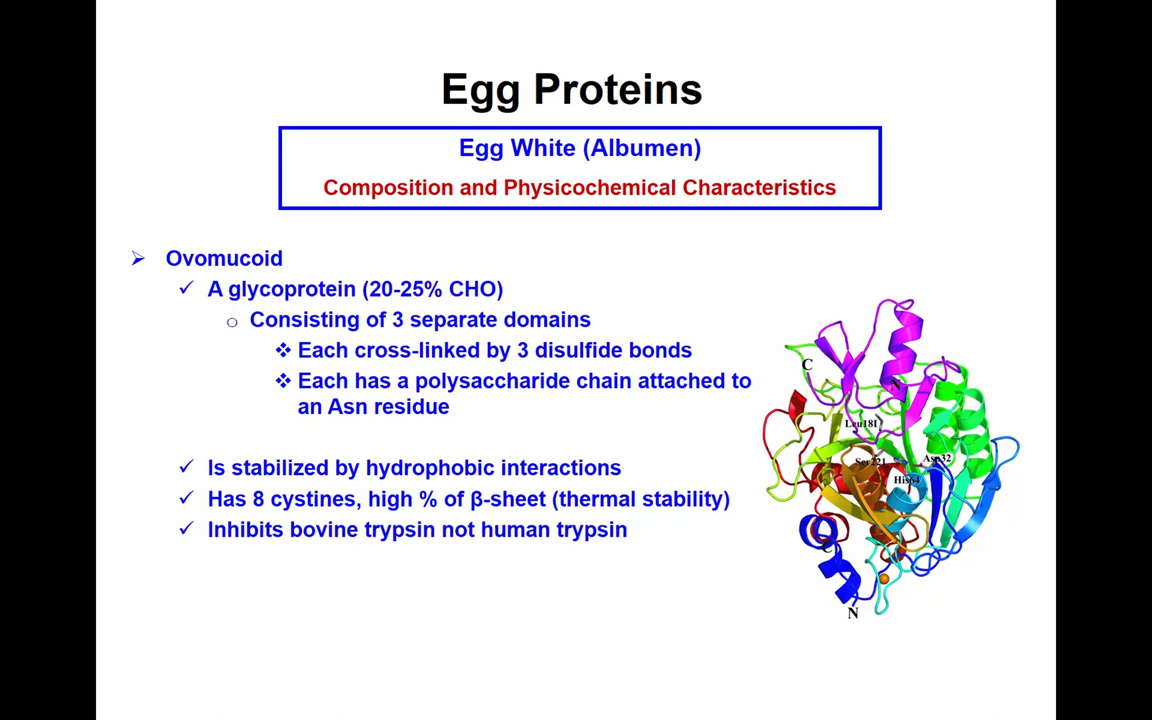 Egg Proteins
Egg White (Albumen)
Composition and Physicochemical Characteristics
➢ Ovomucoid
✓ A glycoprotein (20-25% CHO)
o Consisting of 3 separate domains
❖ Each cross-linked by 3 disulfide bonds
❖ Each has a polysaccharide chain attached to
an Asn residue
✓ Is stabilized by hydrophobic interactions
✓ Has 8 cystines, high % of β-sheet (thermal stability)
✓ Inhibits bovine trypsin not human trypsin
C
N
Leu18I
Ser221
Asp32
His64
C
N